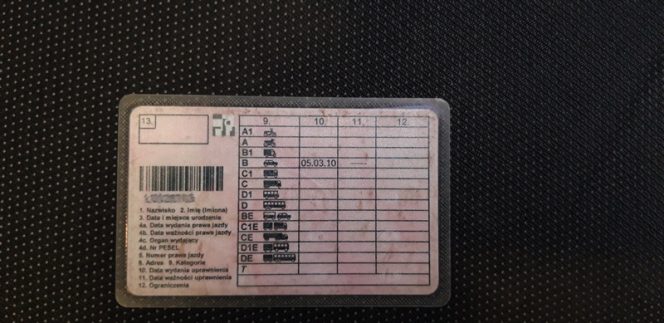 13.
9. 10. 11. 12.
A1
A
B1
B 05.03.10 ——
C1
C
D1
D
BE
C1E
CE
D1E
DE
T
1. Nazwisko 2. Imię (imiona)
3. Data i miejsce urodzenia
4a. Data wydania prawa jazdy
4b. Data ważności prawa jazdy
4c. Organ wydający
4d. Nr PESEL
5. Numer prawa jazdy
8. Adres 9. Kategorie
10. Data wydania uprawnienia
11. Data ważności uprawnienia
12. Ograniczenia